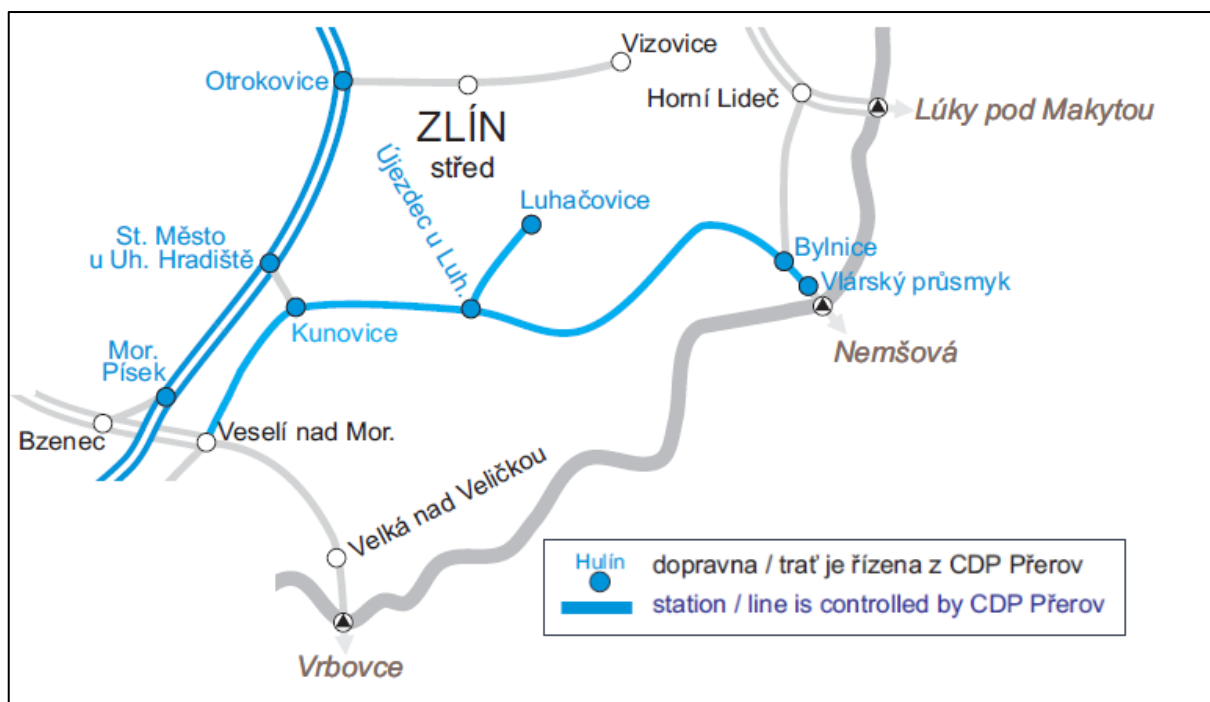 Vizovice
Otrokovice
Horní Lideč
Lúky pod Makytou
ZLÍN
střed
Újezdec u Luh.
Luhačovice
St. Město
u Uh. Hradiště
Bylnice
Vlárský průsmyk
Kunovice
Nemšová
Mor.
Písek
Bzenec
Veselí nad Mor.
Velká nad Veličkou
Vrbovce
Hulín
dopravna / trať je řízena z CDP Přerov
station / line is controlled by CDP Přerov